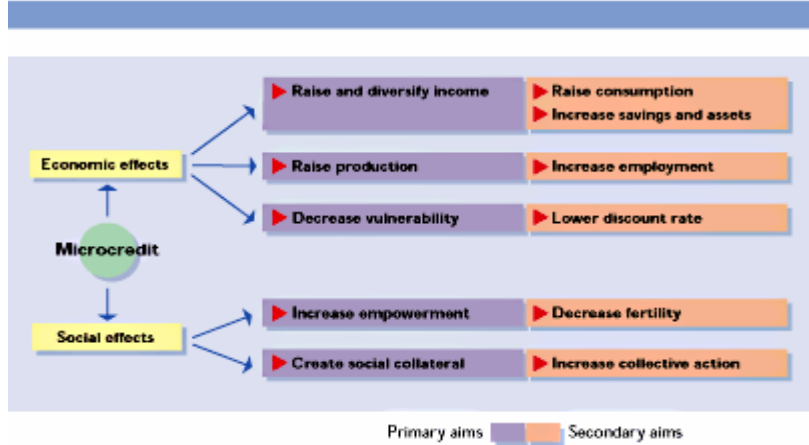 Raise and diversify income
Raise consumption
Increase savings and assets
Economic effects
Raise production
Increase employment
Decrease vulnerability
Lower discount rate
Microcredit
Increase empowerment
Decrease fertility
Social effects
Create social collateral
Increase collective action
Primary aims
Secondary aims